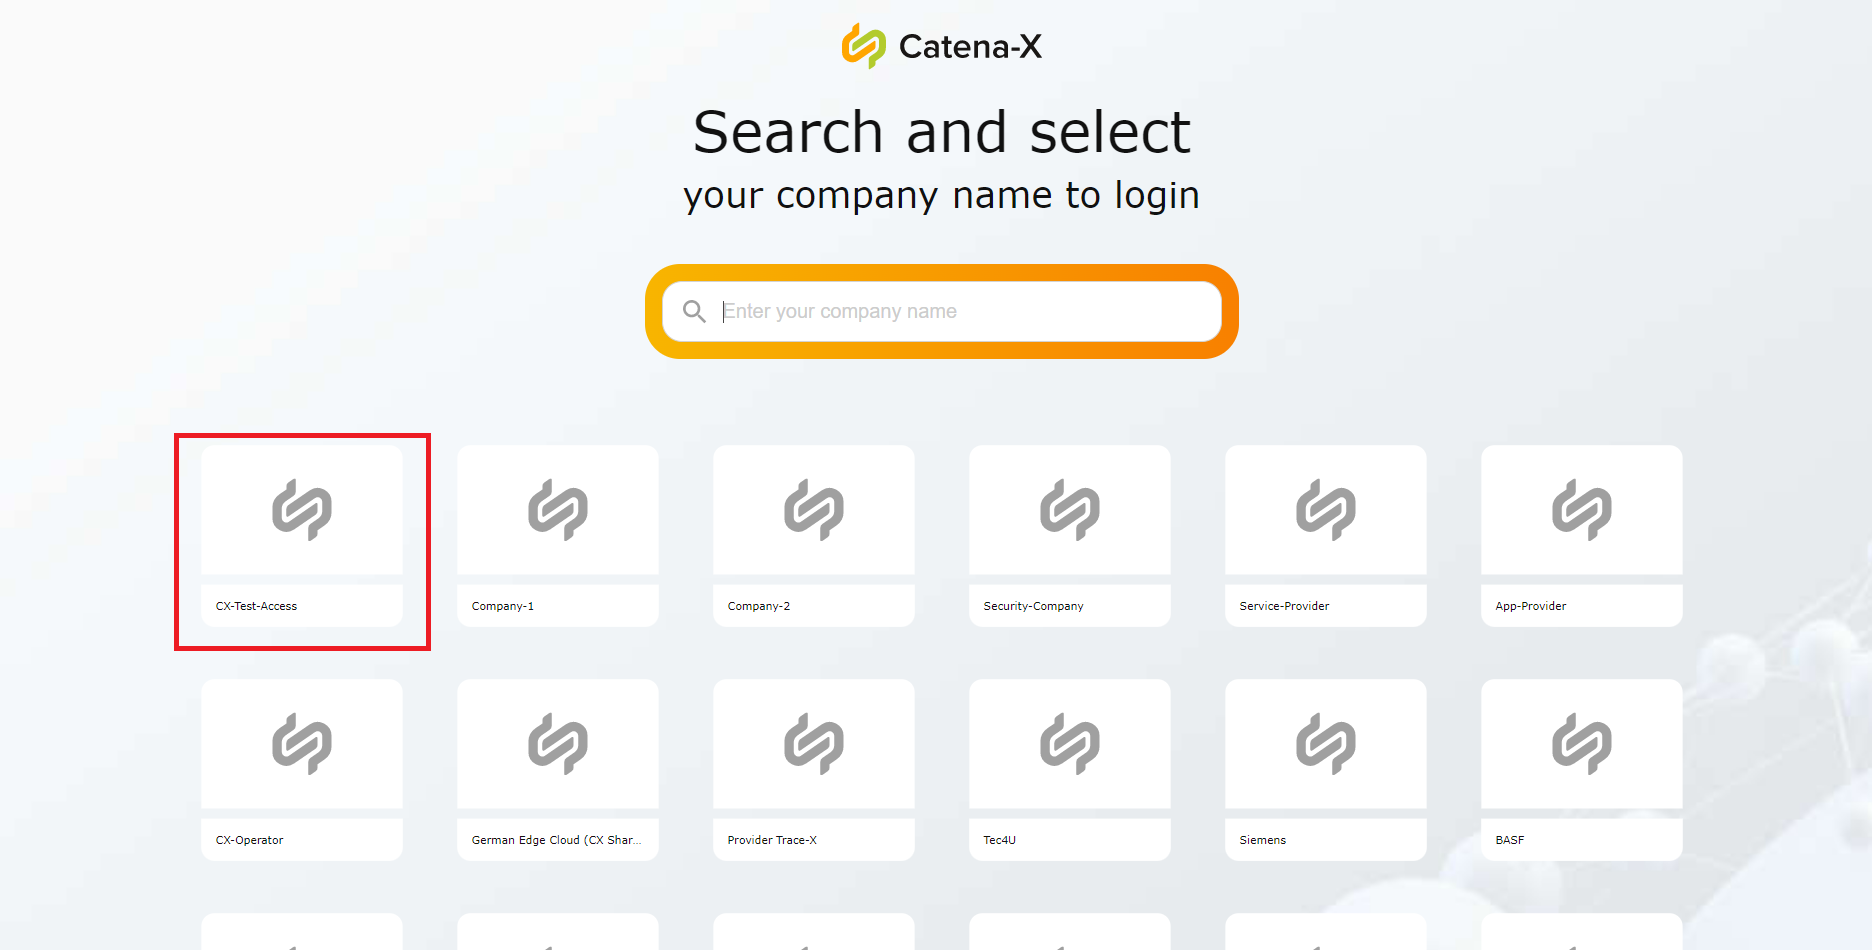 Catena-X
Search and select
your company name to login
Enter your company name
CX-Test-Access
Company-1
Company-2
Security-Company
Service-Provider
App-Provider
CX-Operator
German Edge Cloud (CX Shar...
Provider Trace-X
Tec4U
Siemens
BASF